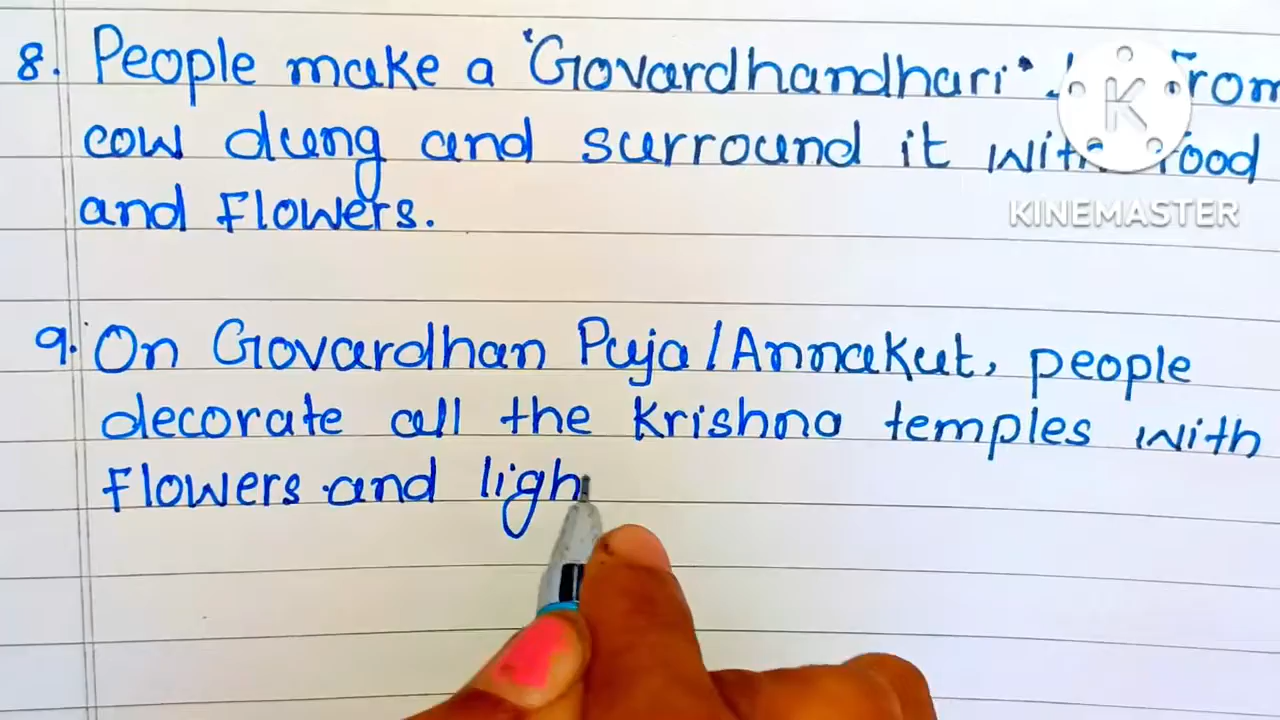 8. People make a "Govardhandhari" from
cow dung and surround it with food
and Flowers.
KINEMASTER
9. On Govardhan Puja/Annakut, people
decorate all the Krishna temples with
Flowers and ligh